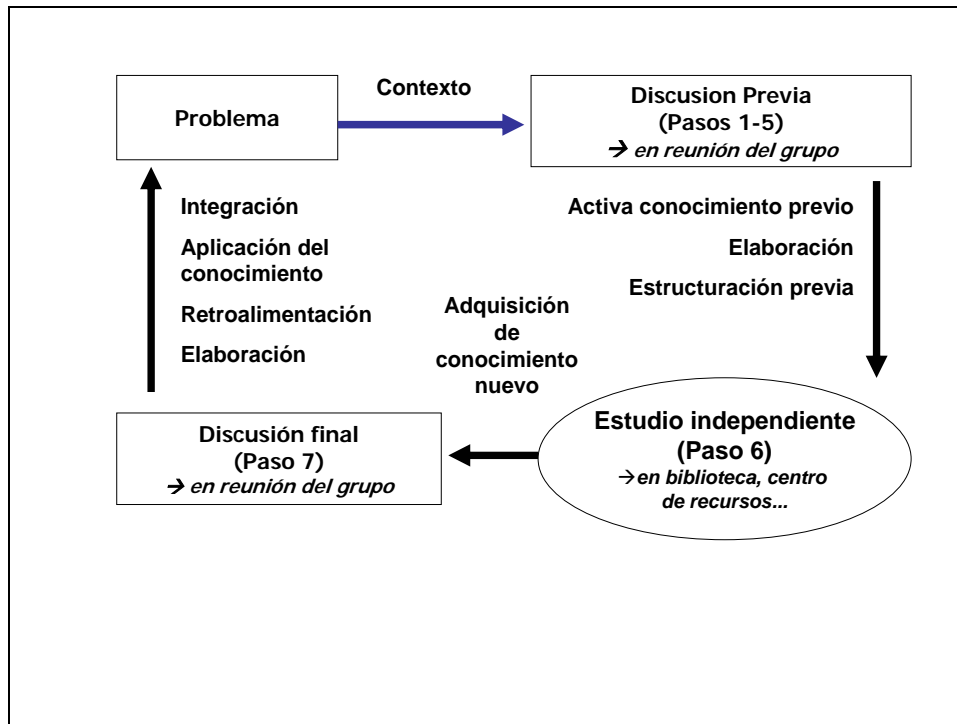 Problema
Contexto
Discusion Previa
(Pasos 1-5)
→ en reunión del grupo
Activa conocimiento previo
Elaboración
Estructuración previa
Estudio independiente
(Paso 6)
→en biblioteca, centro
de recursos...
Adquisición
de
conocimiento
nuevo
Discusión final
(Paso 7)
→ en reunión del grupo
Integración
Aplicación del
conocimiento
Retroalimentación
Elaboración